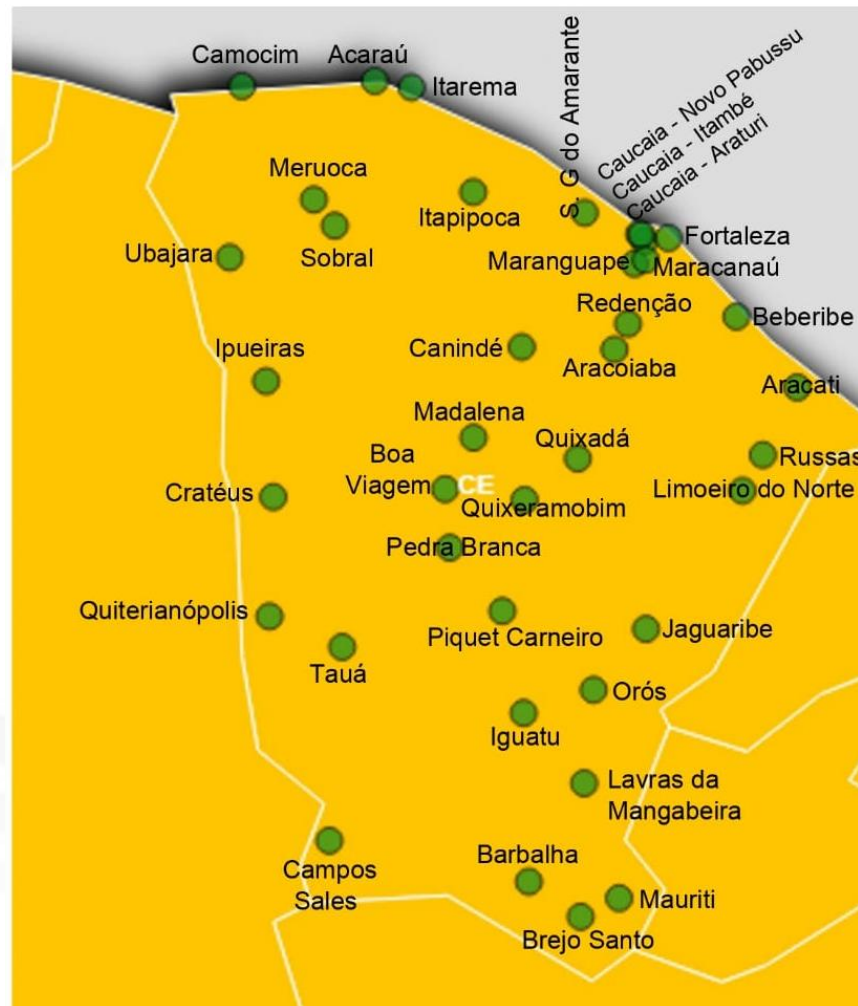 Camocim
Acaraú
Itarema
S. G do Amarante
Caucaia - Novo Pabussu
Caucaia - Itambé
Caucaia - Araturi
Meruoca
Itapipoca
Sobral
Ubajara
Fortaleza
Maranguape
Maracanaú
Redenção
Beberibe
Ipueiras
Canindé
Aracoiaba
Aracati
Madalena
Quixadá
Boa
Viagem
CE
Russas
Cratéus
Quixeramobim
Limoeiro do Norte
Pedra Branca
Quiterianópolis
Piquet Carneiro
Jaguaribe
Tauá
Orós
Iguatu
Lavras da
Mangabeira
Campos
Sales
Barbalha
Mauriti
Brejo Santo